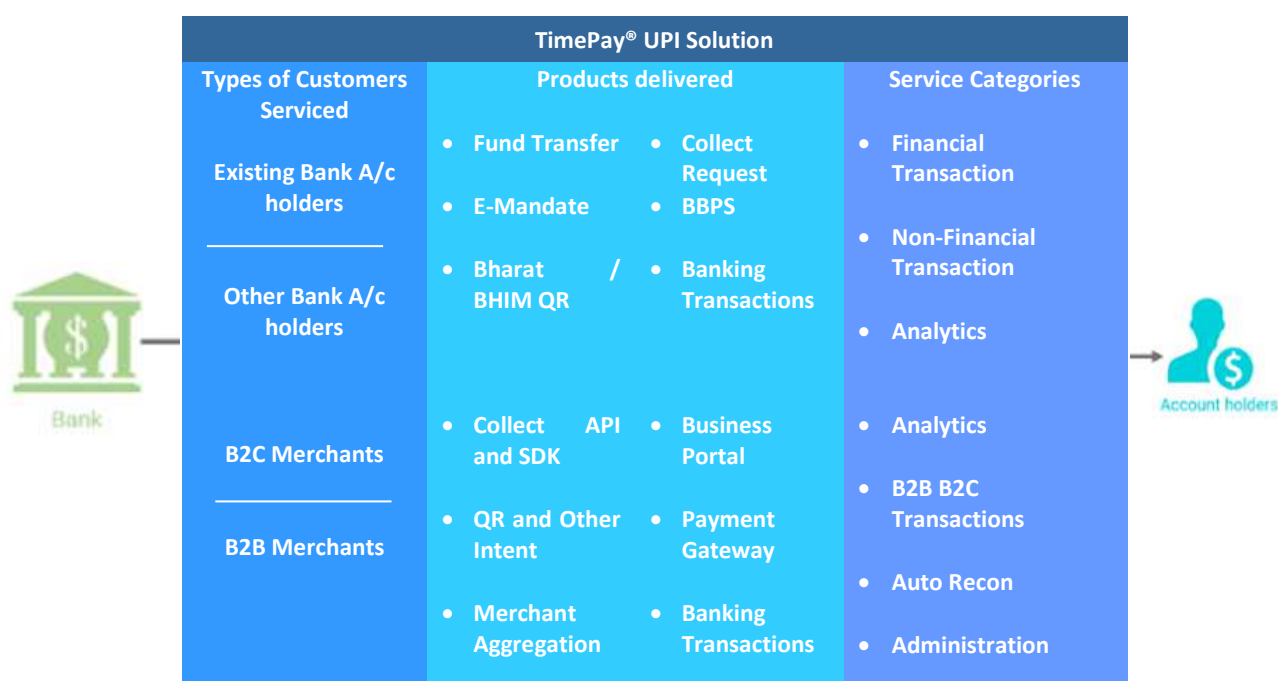 TimePay® UPI Solution
Types of Customers
Serviced
Existing Bank A/c
holders
Other Bank A/c
holders
B2C Merchants
B2B Merchants
Products delivered
• Fund Transfer
• Collect
Request
• E-Mandate
• BBPS
• Bharat /
BHIM QR
• Banking
Transactions
• Collect API
and SDK
• Business
Portal
• QR and Other
Intent
• Payment
Gateway
• Merchant
Aggregation
• Banking
Transactions
Service Categories
• Financial
Transaction
• Non-Financial
Transaction
• Analytics
• Analytics
• B2B B2C
Transactions
• Auto Recon
• Administration
$
Bank
$
Account holders